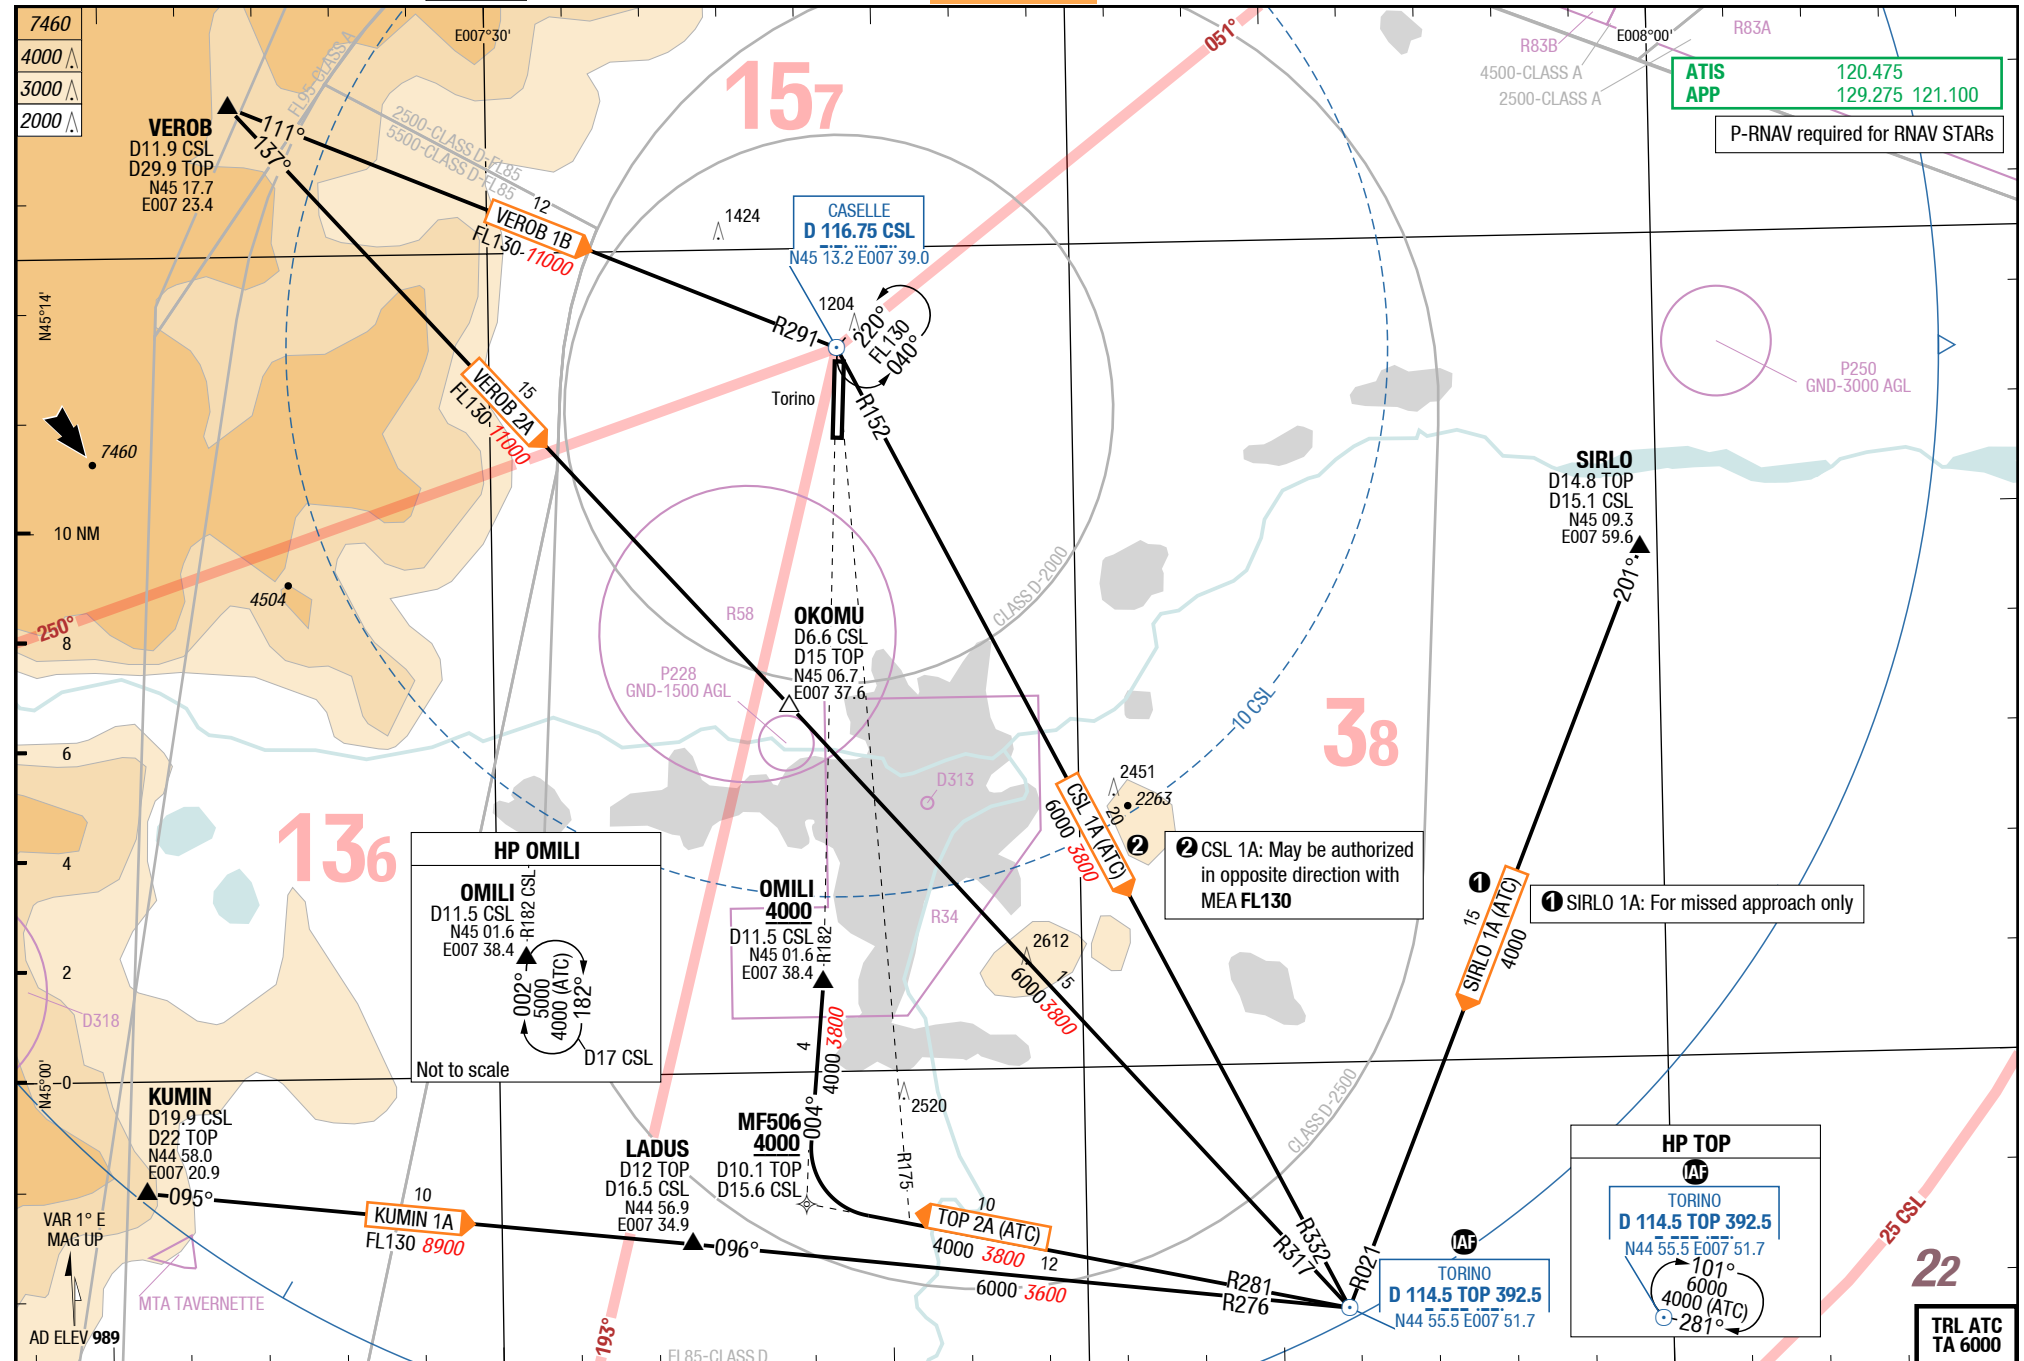 7460
4000
3000
2000
E007°30'
E008°00'
051°
R83B
R83A
4500-CLASS A
2500-CLASS A
ATIS 120.475
APP 129.275 121.100
P-RNAV required for RNAV STARs
157
FL95-CLASS A
2500-CLASS D-FL85
5500-CLASS D-FL85
VEROB
D11.9 CSL
D29.9 TOP
N45 17.7
E007 23.4
111°
137°
12
VEROB 1B
FL130-11000
1424
CASELLE
D 116.75 CSL
N45 13.2 E007 39.0
1204
220°
FL130
040°
R291
R152
Torino
N45°14'
15
VEROB 2A
FL130-11000
7460
P250
GND-3000 AGL
SIRLO
D14.8 TOP
D15.1 CSL
N45 09.3
E007 59.6
201°
10 NM
4504
250°
8
R58
CLASS D-2000
OKOMU
D6.6 CSL
D15 TOP
N45 06.7
E007 37.6
P228
GND-1500 AGL
10 CSL
38
6
D313
2451
2263
CSL 1A (ATC)
20
6000 3800
2
2 CSL 1A: May be authorized
in opposite direction with
MEA FL130
136
4
HP OMILI
OMILI
D11.5 CSL
N45 01.6
E007 38.4
R182 CSL
002°
5000
4000 (ATC)
182°
D17 CSL
Not to scale
OMILI
4000
D11.5 CSL
N45 01.6
E007 38.4
R182
R34
1
15
SIRLO 1A (ATC)
4000
1 SIRLO 1A: For missed approach only
2612
15
6000 3800
2
D318
4
4000 3800
004°
N45°00'
0
2520
CLASS D-2500
KUMIN
D19.9 CSL
D22 TOP
N44 58.0
E007 20.9
095°
MF506
4000
D10.1 TOP
D15.6 CSL
LADUS
D12 TOP
D16.5 CSL
N44 56.9
E007 34.9
096°
R175
10
KUMIN 1A
FL130 8900
10
TOP 2A (ATC)
4000 3800
12
6000 3600
R332
R317
R021
R281
R276
IAF
TORINO
D 114.5 TOP 392.5
N44 55.5 E007 51.7
HP TOP
IAF
TORINO
D 114.5 TOP 392.5
N44 55.5 E007 51.7
101°
6000
4000 (ATC)
281°
25 CSL
22
VAR 1° E
MAG UP
MTA TAVERNETTE
AD ELEV 989
193°
FL85-CLASS D
TRL ATC
TA 6000